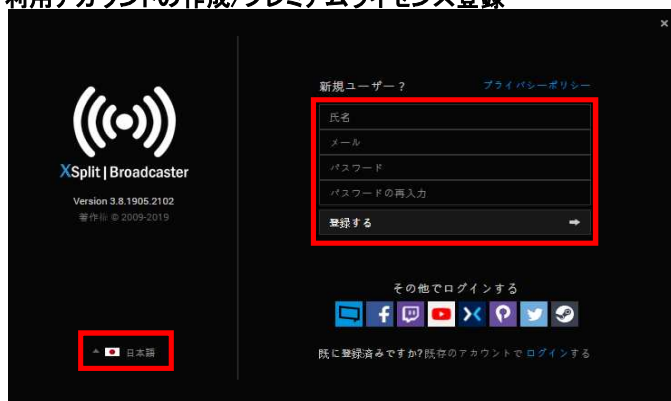 利用アカウントの作成/プレミアムライセンス登録
×
新規ユーザー？ プライバシーポリシー
氏名
メール
パスワード
パスワードの再入力
登録する
XSplit | Broadcaster
Version 3.8.1905.2102
© 2009-2019
その他でログインする
日本語
既に登録済みですか?既存のアカウントで ログインする